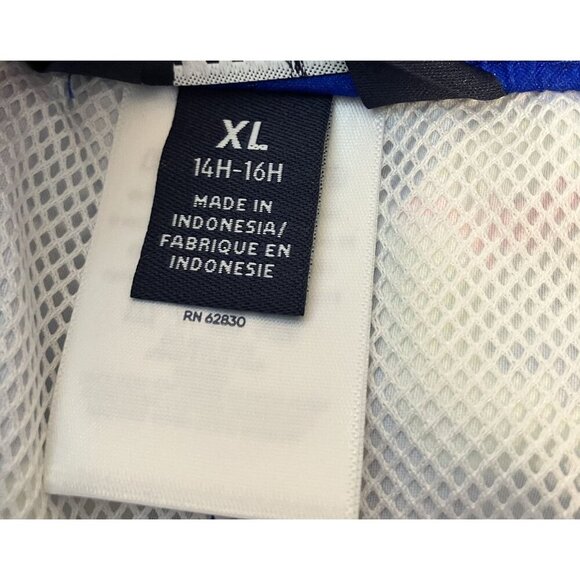 XL
14H-16H
MADE IN
INDONESIA/
FABRIQUE EN
INDONESIE
RN 62830